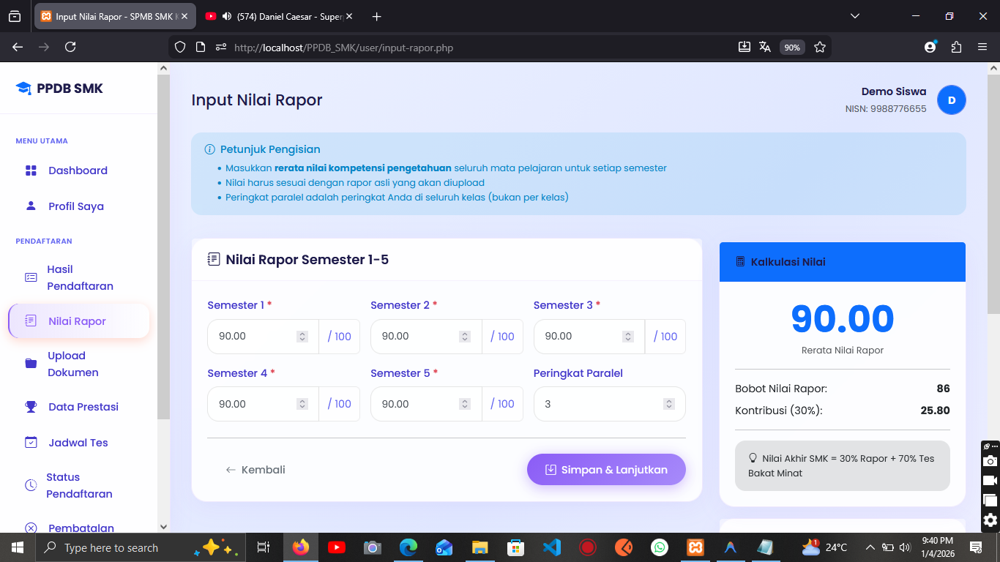 Input Nilai Rapor - SPMB SMK
(574) Daniel Caesar - Super
http://localhost/PPDB_SMK/user/input-rapor.php
90%
PPDB SMK
MENU UTAMA
Dashboard
Profil Saya
PENDAFTARAN
Hasil
Pendaftaran
Nilai Rapor
Upload
Dokumen
Data Prestasi
Jadwal Tes
Status
Pendaftaran
Pembatalan
Input Nilai Rapor
Demo Siswa
NISN: 9988776655
D
Petunjuk Pengisian
• Masukkan rerata nilai kompetensi pengetahuan seluruh mata pelajaran untuk setiap semester
• Nilai harus sesuai dengan rapor asli yang akan diupload
• Peringkat paralel adalah peringkat Anda di seluruh kelas (bukan per kelas)
Nilai Rapor Semester 1-5
Semester 1 * Semester 2 * Semester 3 *
90.00 / 100 90.00 / 100 90.00 / 100
Semester 4 * Semester 5 * Peringkat Paralel
90.00 / 100 90.00 / 100 3
← Kembali
Simpan & Lanjutkan
Kalkulasi Nilai
90.00
Rerata Nilai Rapor
Bobot Nilai Rapor: 86
Kontribusi (30%): 25.80
Nilai Akhir SMK = 30% Rapor + 70% Tes
Bakat Minat
Type here to search
1
24°C
9:40 PM
1/4/2026